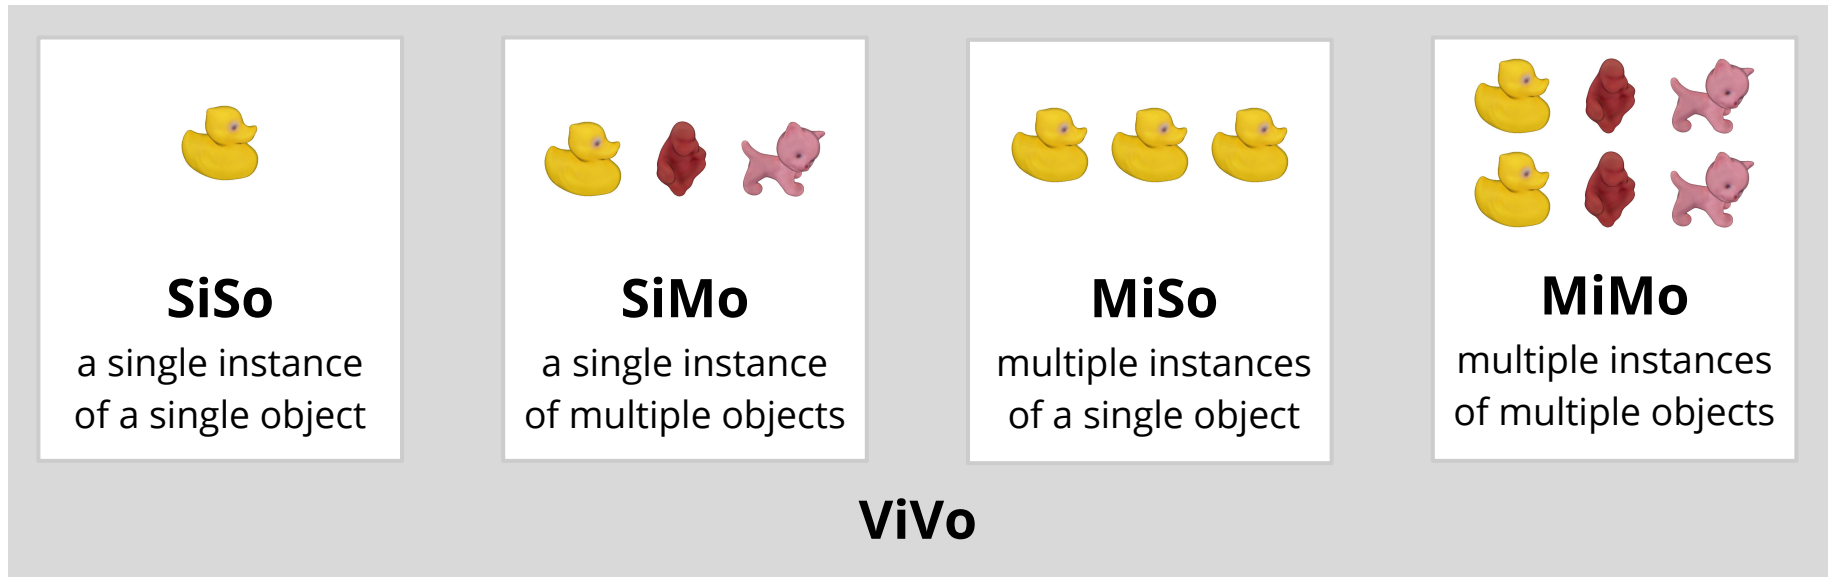 SiSo
a single instance
of a single object
SiMo
a single instance
of multiple objects
MiSo
multiple instances
of a single object
MiMo
multiple instances
of multiple objects
ViVo